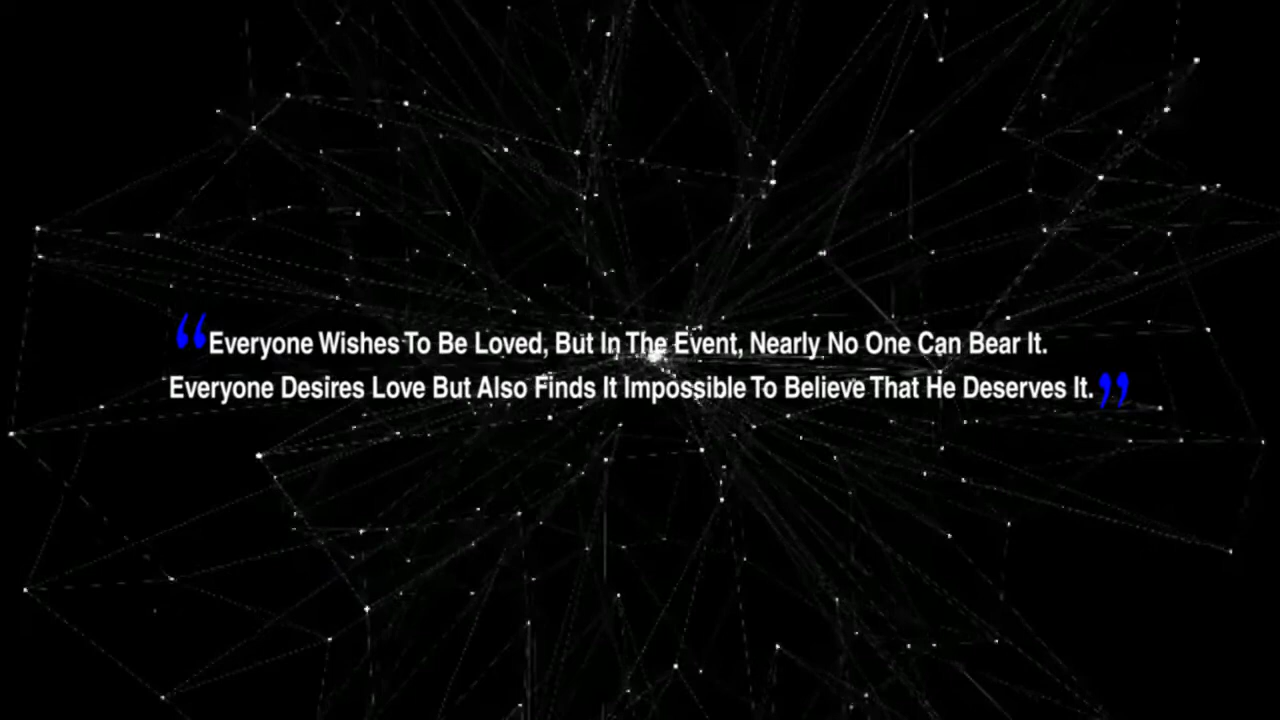 “Everyone Wishes To Be Loved, But In The Event, Nearly No One Can Bear It.
Everyone Desires Love But Also Finds It Impossible To Believe That He Deserves It.”